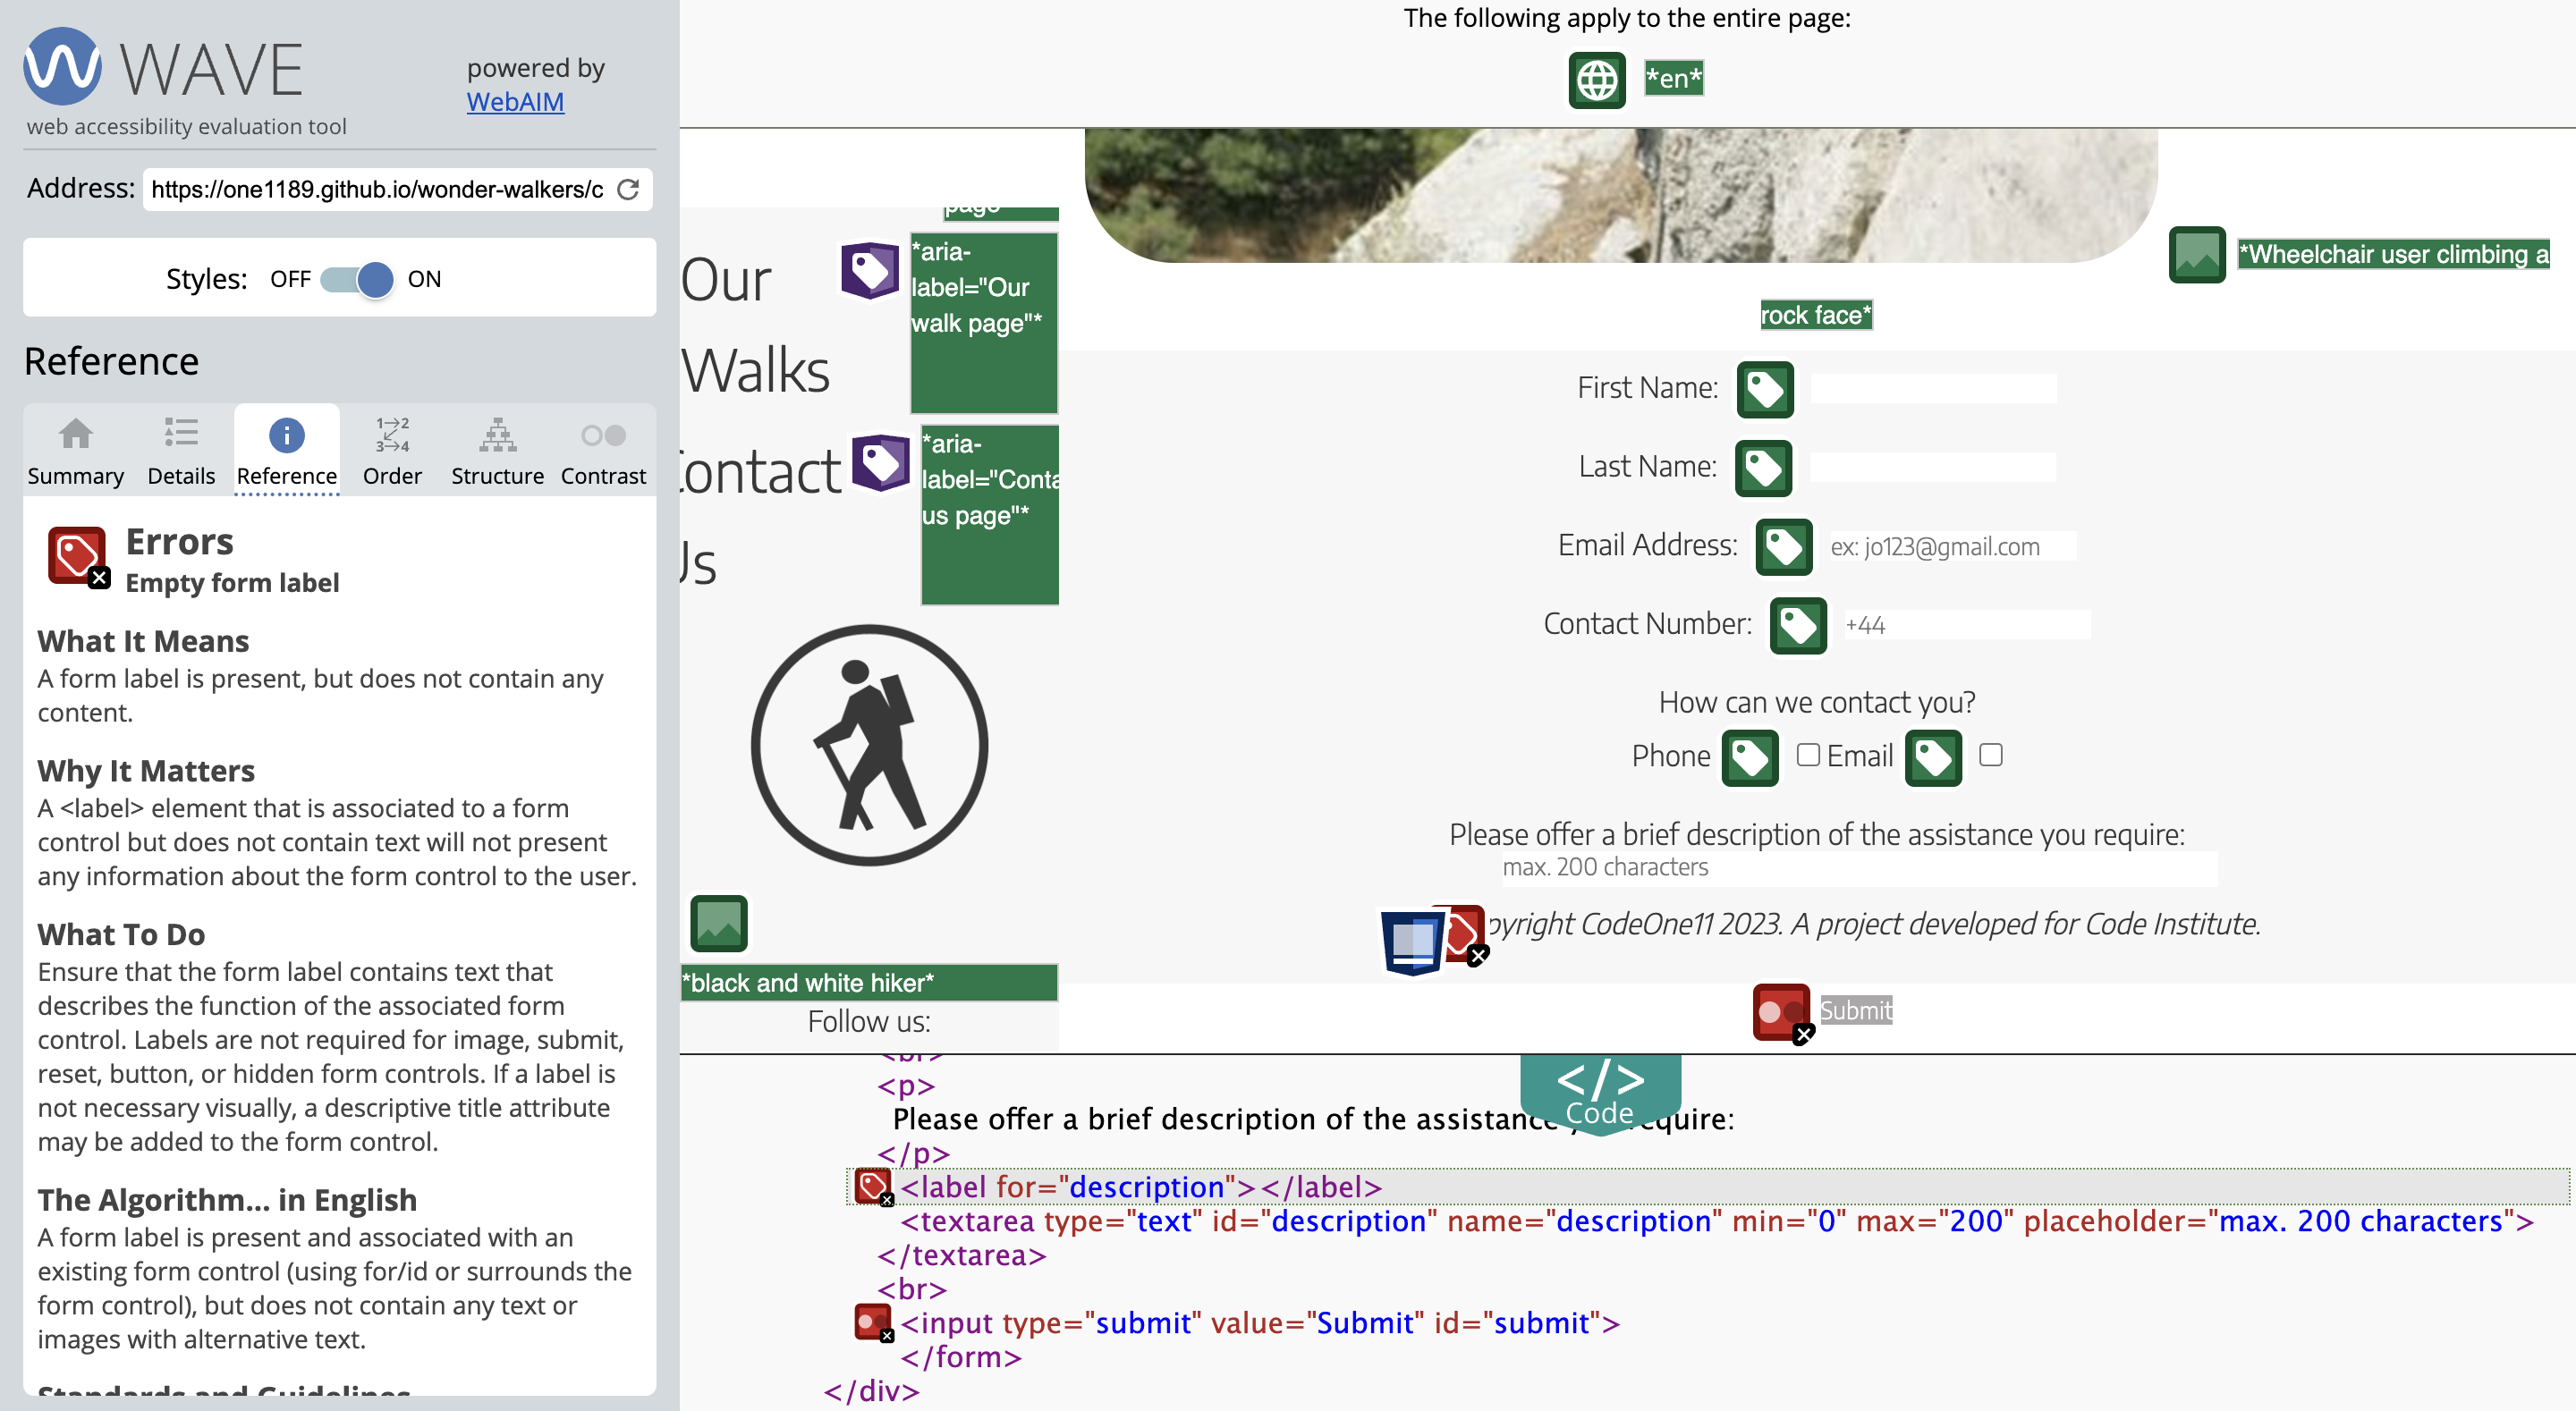 WAVE
web accessibility evaluation tool
powered by
WebAIM
Address: https://one1189.github.io/wonder-walkers/c
Styles: OFF ON
Reference
Summary Details Reference Order Structure Contrast
Errors
Empty form label
What It Means
A form label is present, but does not contain any
content.
Why It Matters
A <label> element that is associated to a form
control but does not contain text will not present
any information about the form control to the user.
What To Do
Ensure that the form label contains text that
describes the function of the associated form
control. Labels are not required for image, submit,
reset, button, or hidden form controls. If a label is
not necessary visually, a descriptive title attribute
may be added to the form control.
The Algorithm... in English
A form label is present and associated with an
existing form control (using for/id or surrounds the
form control), but does not contain any text or
images with alternative text.
Standards and Guidelines
The following apply to the entire page:
*en*
page
Our
Walks
*aria-
label="Our
walk page"*
ontact
Us
*aria-
label="Conta
us page"*
*black and white hiker*
Follow us:
*Wheelchair user climbing a
rock face*
First Name:
Last Name:
Email Address: ex: jo123@gmail.com
Contact Number: +44
How can we contact you?
Phone Email
Please offer a brief description of the assistance you require:
max. 200 characters
pyright CodeOne11 2023. A project developed for Code Institute.
Submit
</>
Code
<br>
<p>
Please offer a brief description of the assistance require:
</p>
<label for="description"></label>
<textarea type="text" id="description" name="description" min="0" max="200" placeholder="max. 200 characters">
</textarea>
<br>
<input type="submit" value="Submit" id="submit">
</form>
</div>